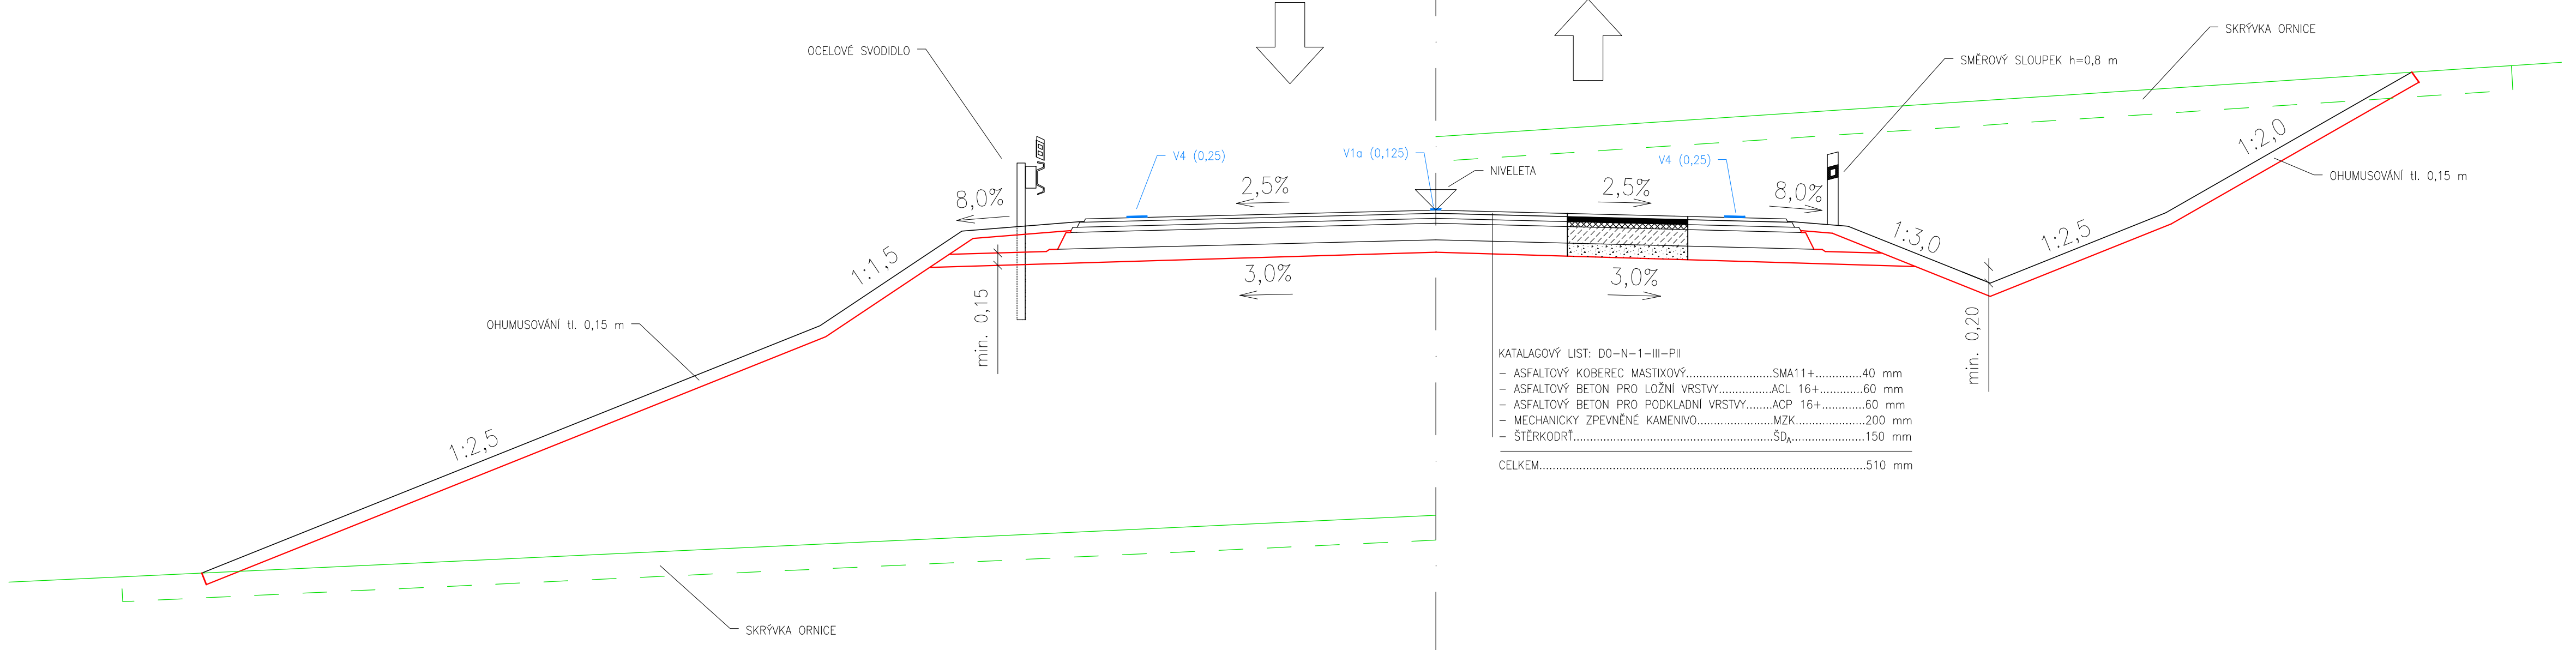 SKRÝVKA ORNICE
OCELOVÉ SVODIDLO
SMĚROVÝ SLOUPEK h=0,8 m
1:2,0
V4 (0,25)
V1a (0,125)
V4 (0,25)
NIVELETA
OHUMUSOVÁNÍ tl. 0,15 m
8,0%
2,5%
2,5%
8,0%
1:3,0
1:2,5
1:1,5
3,0%
3,0%
min. 0,15
min. 0,20
OHUMUSOVÁNÍ tl. 0,15 m
1:2,5
KATALAGOVÝ LIST: D0-N-1-III-PII
- ASFALTOVÝ KOBEREC MASTIXOVÝ..........................SMA11+..............40 mm
- ASFALTOVÝ BETON PRO LOŽNÍ VRSTVY................ACL 16+.............60 mm
- ASFALTOVÝ BETON PRO PODKLADNÍ VRSTVY........ACP 16+.............60 mm
- MECHANICKY ZPEVNĚNÉ KAMENIVO.......................MZK.....................200 mm
- ŠTĚRKODRŤ............................................................ŠDA......................150 mm
CELKEM...................................................................................................510 mm
SKRÝVKA ORNICE